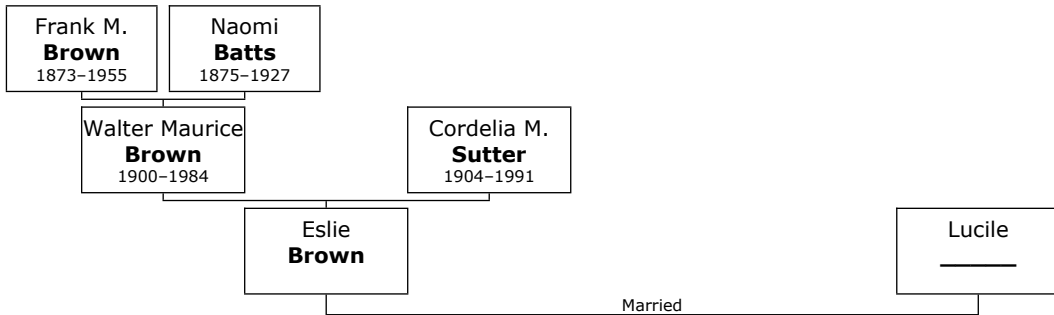 Frank M.
Brown
1873–1955
Naomi
Batts
1875–1927
Walter Maurice
Brown
1900–1984
Cordelia M.
Sutter
1904–1991
Eslie
Brown
Lucile
_____
Married